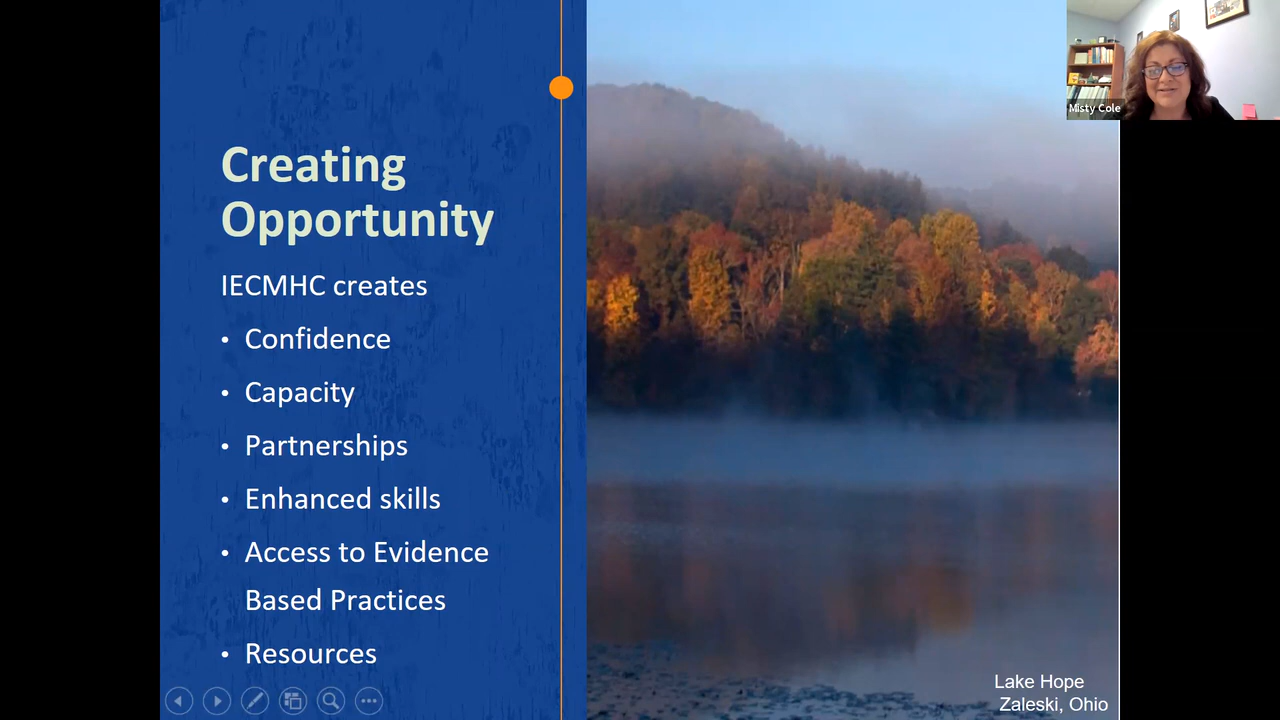 Creating
Opportunity
IECMHC creates
• Confidence
• Capacity
• Partnerships
• Enhanced skills
• Access to Evidence
Based Practices
• Resources
Misty Cole
Lake Hope
Zaleski, Ohio